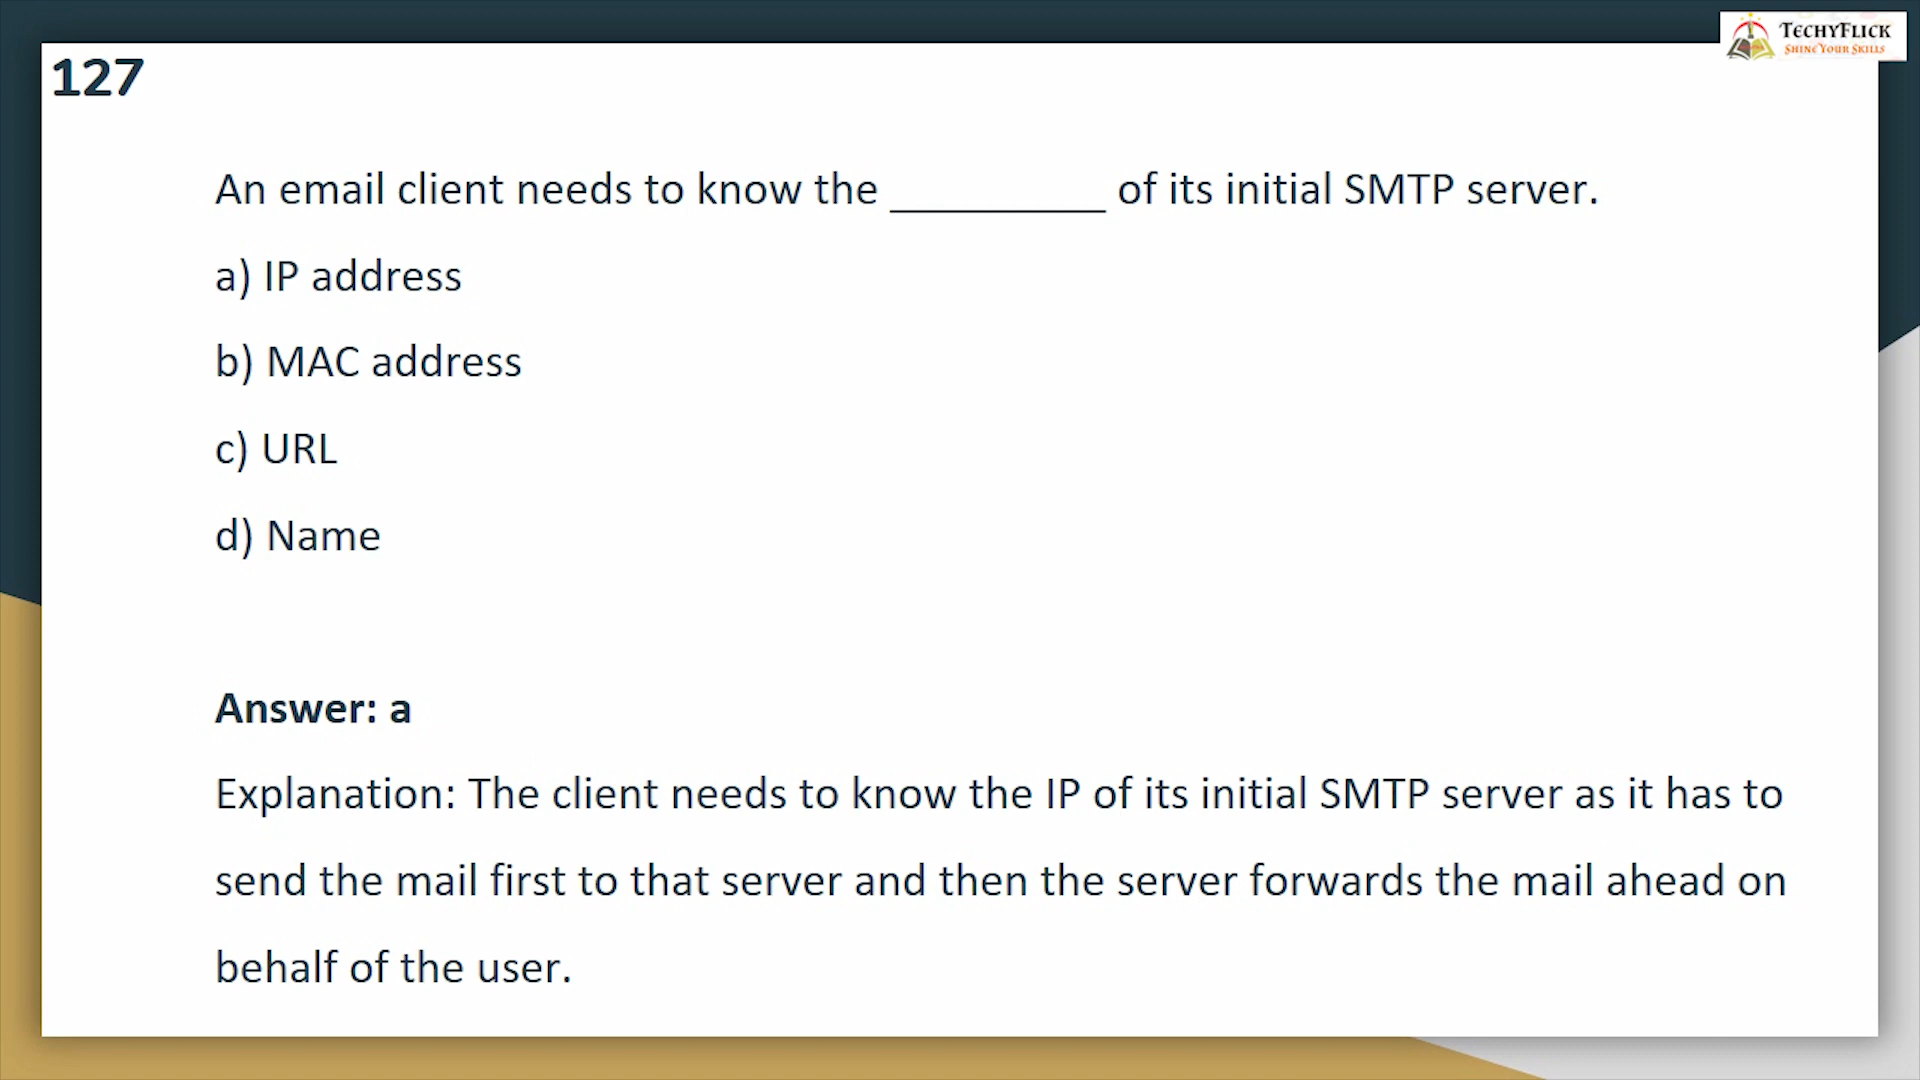 127
TECHYFLICK
SHINE YOUR SKILLS
An email client needs to know the __________ of its initial SMTP server.
a) IP address
b) MAC address
c) URL
d) Name
Answer: a
Explanation: The client needs to know the IP of its initial SMTP server as it has to
send the mail first to that server and then the server forwards the mail ahead on
behalf of the user.